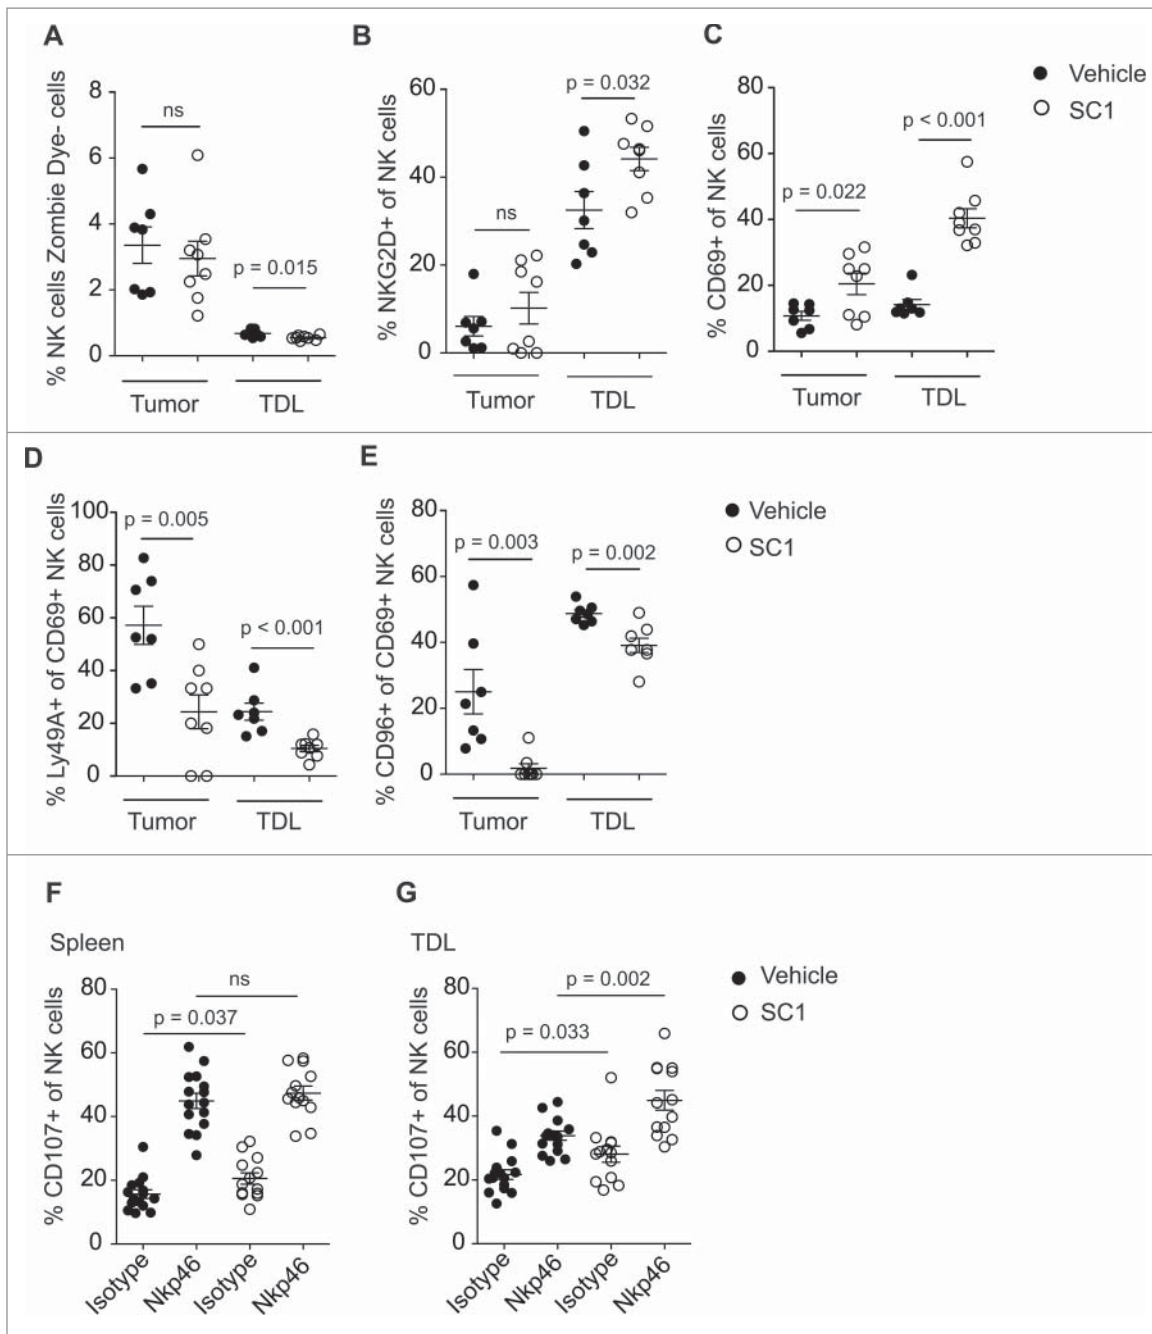 A
% NK cells Zombie Dye- cells
8
6
4
2
0
ns
p = 0.015
Tumor
TDL
B
% NKG2D+ of NK cells
60
40
20
0
ns
p = 0.032
Tumor
TDL
C
% CD69+ of NK cells
80
60
40
20
0
p = 0.022
p < 0.001
Tumor
TDL
Vehicle
SC1
D
% Ly49A+ of CD69+ NK cells
100
80
60
40
20
0
p = 0.005
p < 0.001
Tumor
TDL
E
% CD96+ of CD69+ NK cells
80
60
40
20
0
p = 0.003
p = 0.002
Tumor
TDL
Vehicle
SC1
F
Spleen
% CD107+ of NK cells
80
60
40
20
0
ns
p = 0.037
Isotype
Nkp46
Isotype
Nkp46
G
TDL
% CD107+ of NK cells
80
60
40
20
0
p = 0.002
p = 0.033
Isotype
Nkp46
Isotype
Nkp46
Vehicle
SC1